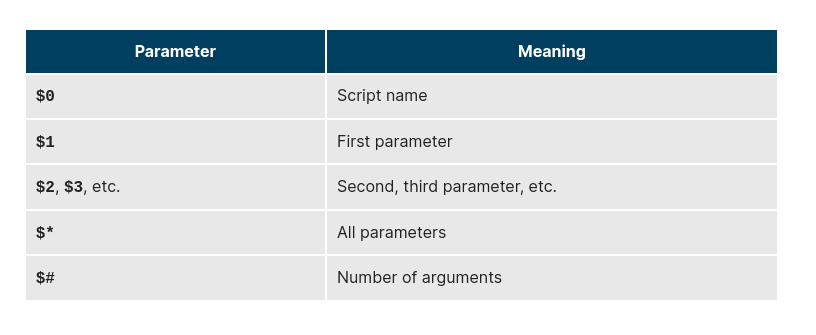 Parameter Meaning
$0 Script name
$1 First parameter
$2, $3, etc. Second, third parameter, etc.
$* All parameters
$# Number of arguments